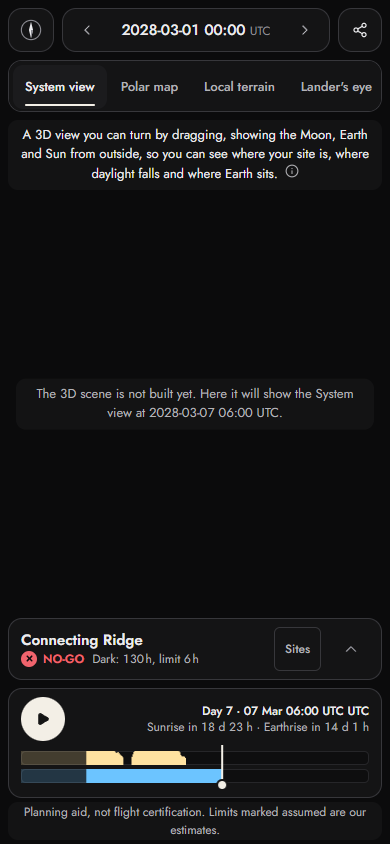 2028-03-01 00:00 UTC
System view
Polar map
Local terrain
Lander's eye
A 3D view you can turn by dragging, showing the Moon, Earth
and Sun from outside, so you can see where your site is, where
daylight falls and where Earth sits.
The 3D scene is not built yet. Here it will show the System
view at 2028-03-07 06:00 UTC.
Connecting Ridge
NO-GO Dark: 130 h, limit 6 h
Sites
Day 7 · 07 Mar 06:00 UTC UTC
Sunrise in 18 d 23 h · Earthrise in 14 d 1 h
Planning aid, not flight certification. Limits marked assumed are our
estimates.